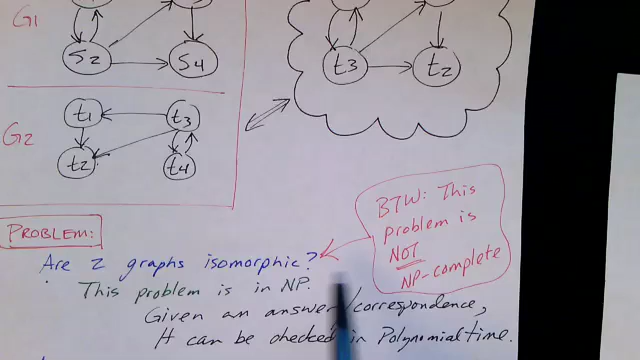 G1
S2
S4
t3
t2
G2
t1
t3
t2
t4
BTW: This
problem is
NOT
NP-complete
PROBLEM:
Are 2 graphs isomorphic?
This problem is in NP.
Given an answer/correspondence,
it can be checked in Polynomial time.